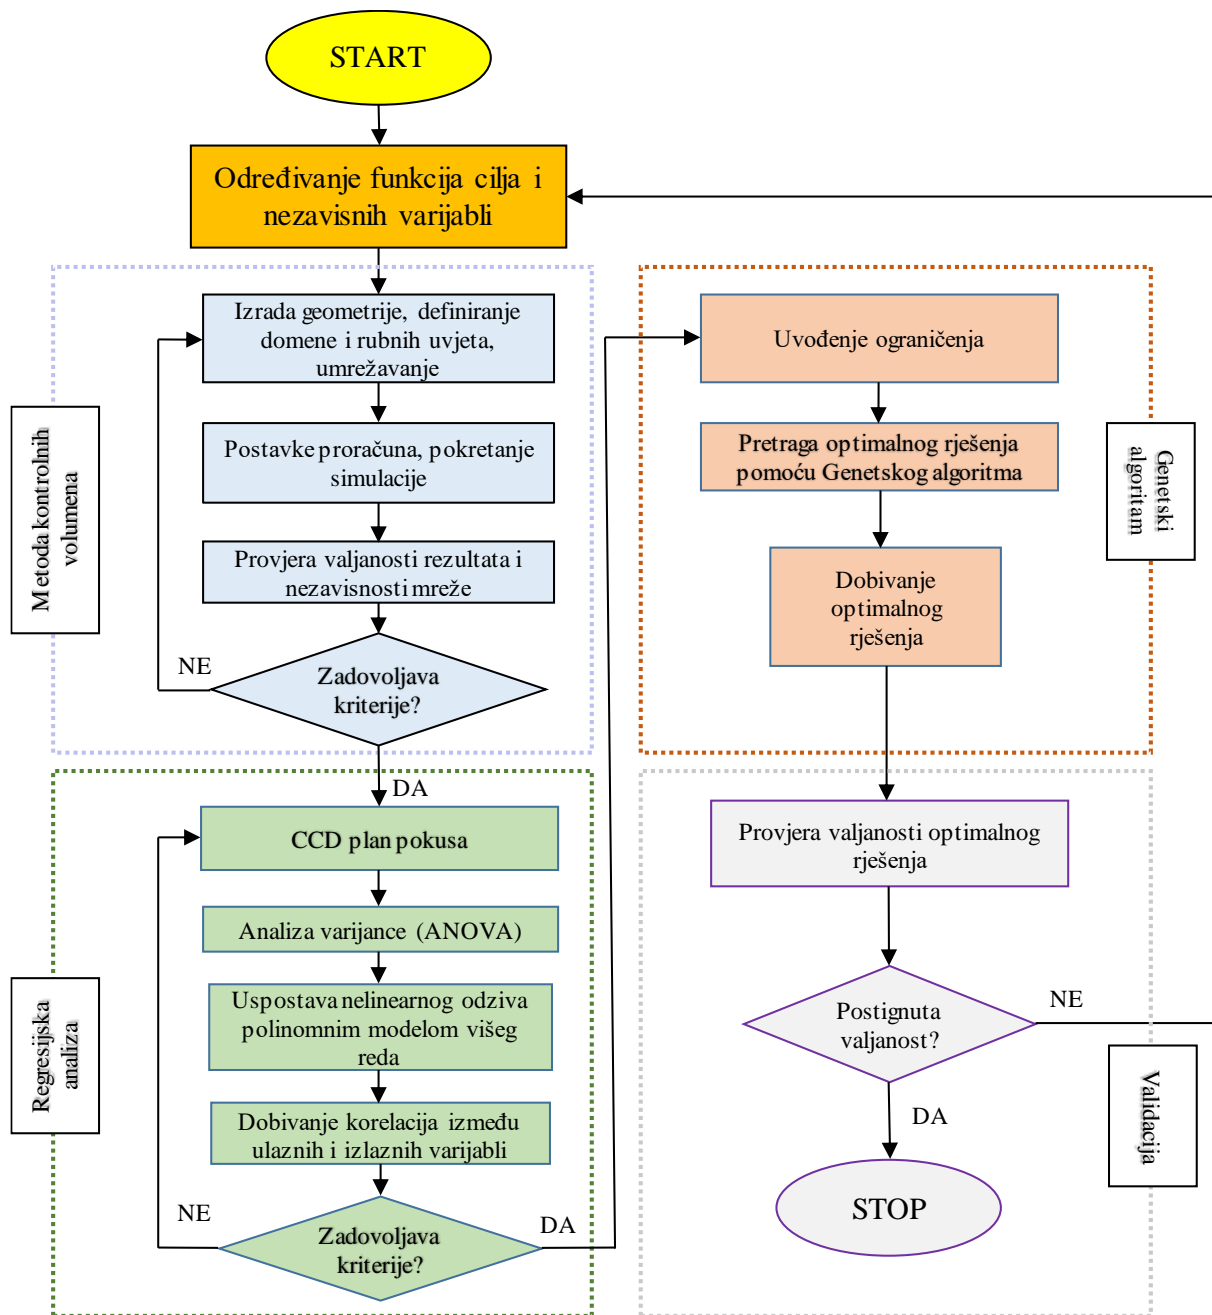 START
Određivanje funkcija cilja i
nezavisnih varijabli
Metoda kontrolnih
volumena
Izrada geometrije, definiranje
domene i rubnih uvjeta,
umrežavanje
Postavke proračuna, pokretanje
simulacije
Provjera valjanosti rezultata i
nezavisnosti mreže
NE
Zadovoljava
kriterije?
DA
Regresijska
analiza
CCD plan pokusa
Analiza varijance (ANOVA)
Uspostava nelinearnog odziva
polinomnim modelom višeg
reda
Dobivanje korelacija između
ulaznih i izlaznih varijabli
NE
Zadovoljava
kriterije?
DA
Genetski
algoritam
Uvođenje ograničenja
Pretraga optimalnog rješenja
pomoću Genetskog algoritma
Dobivanje
optimalnog
rješenja
Validacija
Provjera valjanosti optimalnog
rješenja
Postignuta
valjanost?
NE
DA
STOP